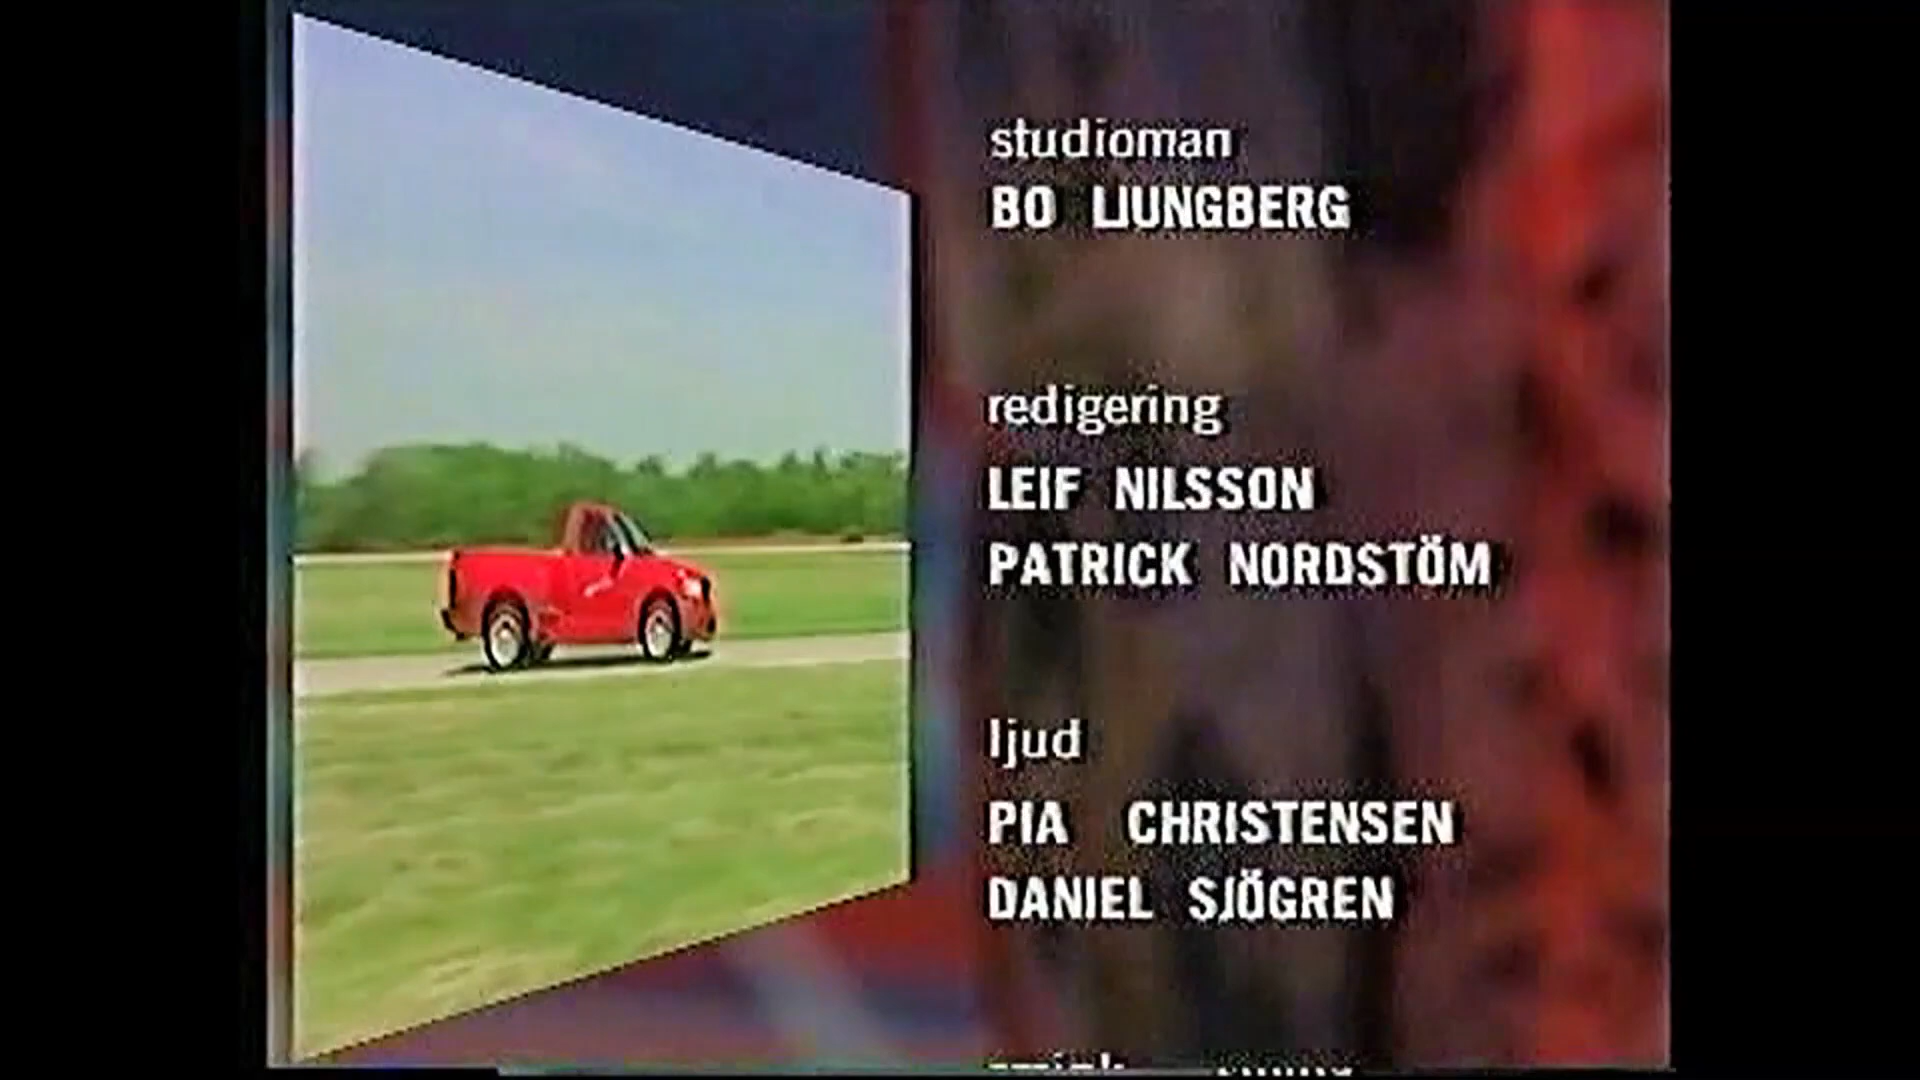 studioman
BO LJUNGBERG
redigering
LEIF NILSSON
PATRICK NORDSTÖM
ljud
PIA CHRISTENSEN
DANIEL SJÖGREN